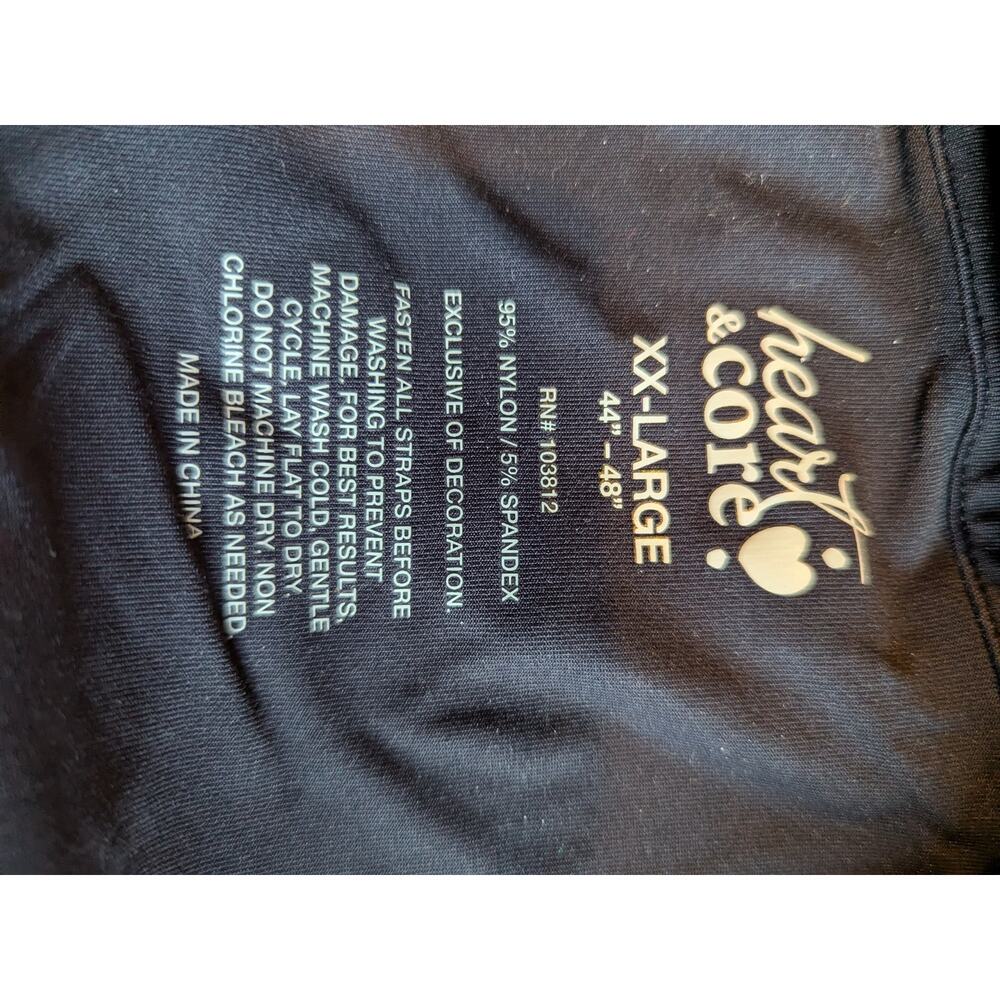 heart
& core
XX-LARGE
44" – 48"
RN# 103812
95% NYLON / 5% SPANDEX
EXCLUSIVE OF DECORATION.
FASTEN ALL STRAPS BEFORE
WASHING TO PREVENT
DAMAGE, FOR BEST RESULTS,
MACHINE WASH COLD, GENTLE
CYCLE, LAY FLAT TO DRY.
DO NOT MACHINE DRY. NON
CHLORINE BLEACH AS NEEDED.
MADE IN CHINA